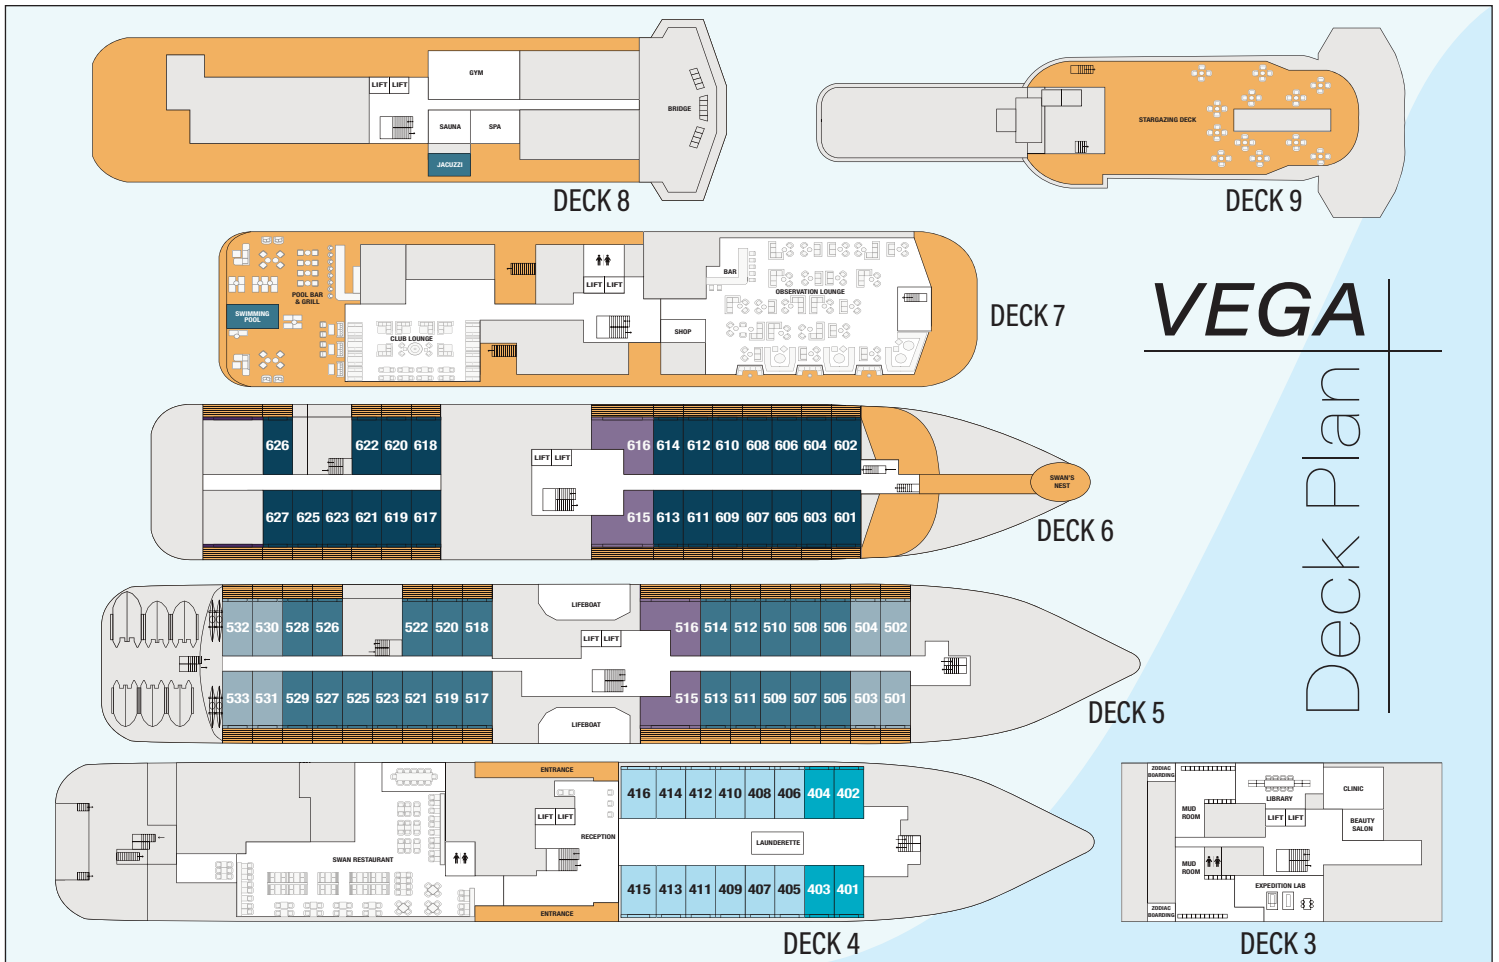 GYM
LIFT LIFT
BRIDGE
SAUNA SPA
JACUZZI
DECK 8
STARGAZING DECK
DECK 9
LIFT LIFT
BAR
OBSERVATION LOUNGE
POOL BAR
& GRILL
SWIMMING
POOL
SHOP
CLUB LOUNGE
DECK 7
VEGA
Deck Plan
626 622 620 618 616 614 612 610 608 606 604 602
LIFT LIFT
SWAN'S
NEST
627 625 623 621 619 617 615 613 611 609 607 605 603 601
DECK 6
LIFEBOAT
532 530 528 526 522 520 518 516 514 512 510 508 506 504 502
LIFT LIFT
533 531 529 527 525 523 521 519 517 515 513 511 509 507 505 503 501
LIFEBOAT
DECK 5
ENTRANCE
416 414 412 410 408 406 404 402
LIFT LIFT
RECEPTION
LAUNDERETTE
SWAN RESTAURANT
415 413 411 409 407 405 403 401
ENTRANCE
DECK 4
ZODIAC
BOARDING
CLINIC
LIBRARY
MUD
ROOM
LIFT LIFT
BEAUTY
SALON
MUD
ROOM
EXPEDITION LAB
ZODIAC
BOARDING
DECK 3